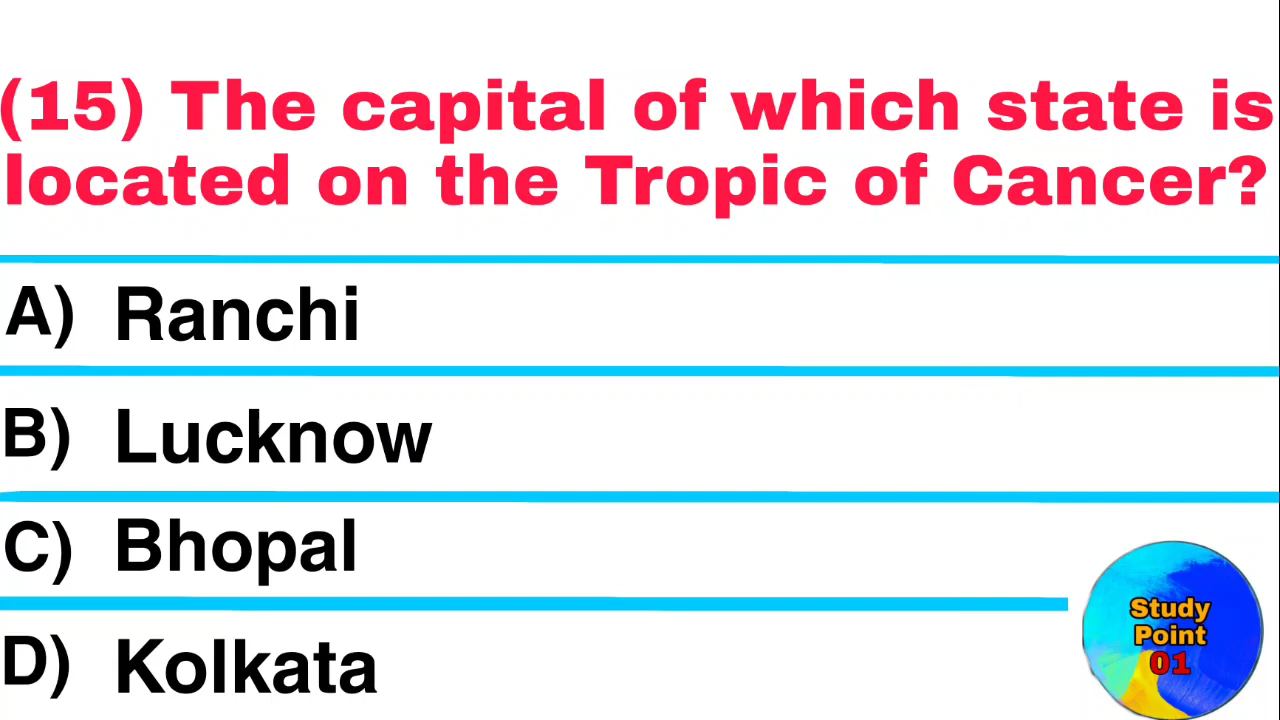 (15) The capital of which state is
located on the Tropic of Cancer?
A) Ranchi
B) Lucknow
C) Bhopal
D) Kolkata
Study
Point
01